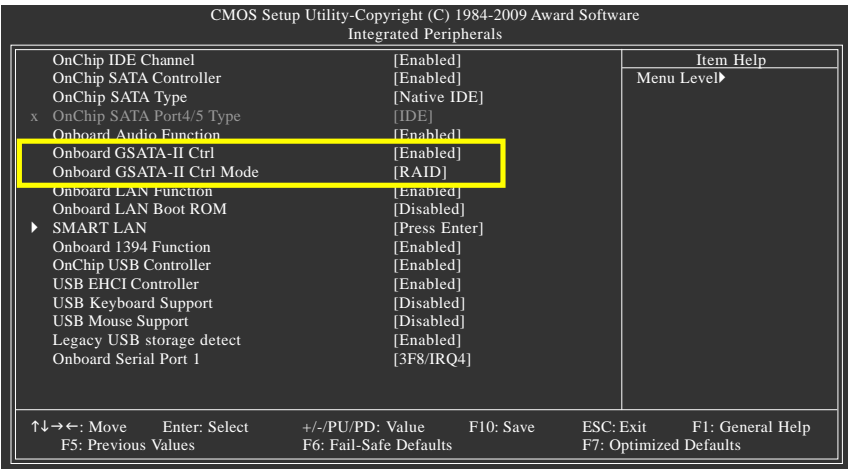 CMOS Setup Utility-Copyright (C) 1984-2009 Award Software
Integrated Peripherals
OnChip IDE Channel [Enabled] Item Help
OnChip SATA Controller [Enabled] Menu Level▶
OnChip SATA Type [Native IDE]
x OnChip SATA Port4/5 Type [IDE]
Onboard Audio Function [Enabled]
Onboard GSATA-II Ctrl [Enabled]
Onboard GSATA-II Ctrl Mode [RAID]
Onboard LAN Function [Enabled]
Onboard LAN Boot ROM [Disabled]
▶ SMART LAN [Press Enter]
Onboard 1394 Function [Enabled]
OnChip USB Controller [Enabled]
USB EHCI Controller [Enabled]
USB Keyboard Support [Disabled]
USB Mouse Support [Disabled]
Legacy USB storage detect [Enabled]
Onboard Serial Port 1 [3F8/IRQ4]
↑↓→←: Move Enter: Select +/-/PU/PD: Value F10: Save ESC: Exit F1: General Help
F5: Previous Values F6: Fail-Safe Defaults F7: Optimized Defaults